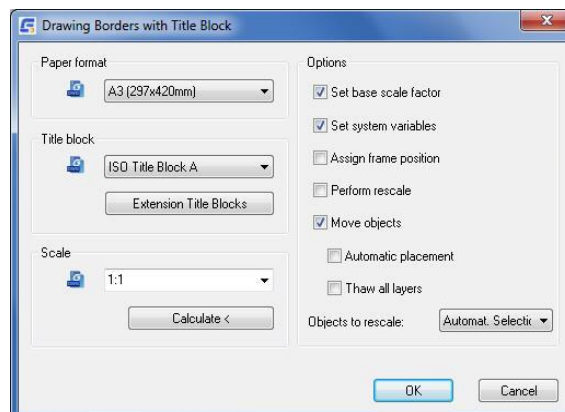 Drawing Borders with Title Block
Paper format
A3 (297x420mm)
Title block
ISO Title Block A
Extension Title Blocks
Scale
1:1
Calculate <
Options
Set base scale factor
Set system variables
Assign frame position
Perform rescale
Move objects
Automatic placement
Thaw all layers
Objects to rescale:
Automat. Selectic
OK
Cancel